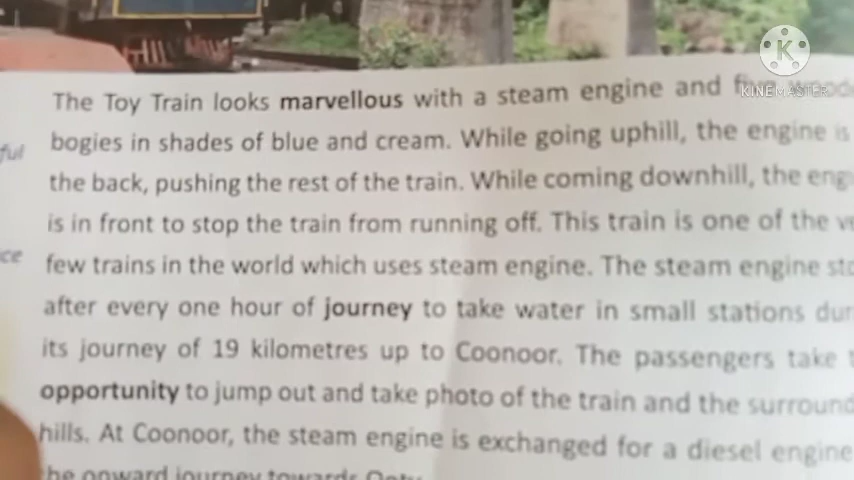 KINEMASTER
The Toy Train looks marvellous with a steam engine and five
bogies in shades of blue and cream. While going uphill, the engine is
the back, pushing the rest of the train. While coming downhill, the
is in front to stop the train from running off. This train is one of the
few trains in the world which uses steam engine. The steam engine
after every one hour of journey to take water in small stations
its journey of 19 kilometres up to Coonoor. The passengers take
opportunity to jump out and take photo of the train and the
hills. At Coonoor, the steam engine is exchanged for a diesel engine
onward journey towards Ooty